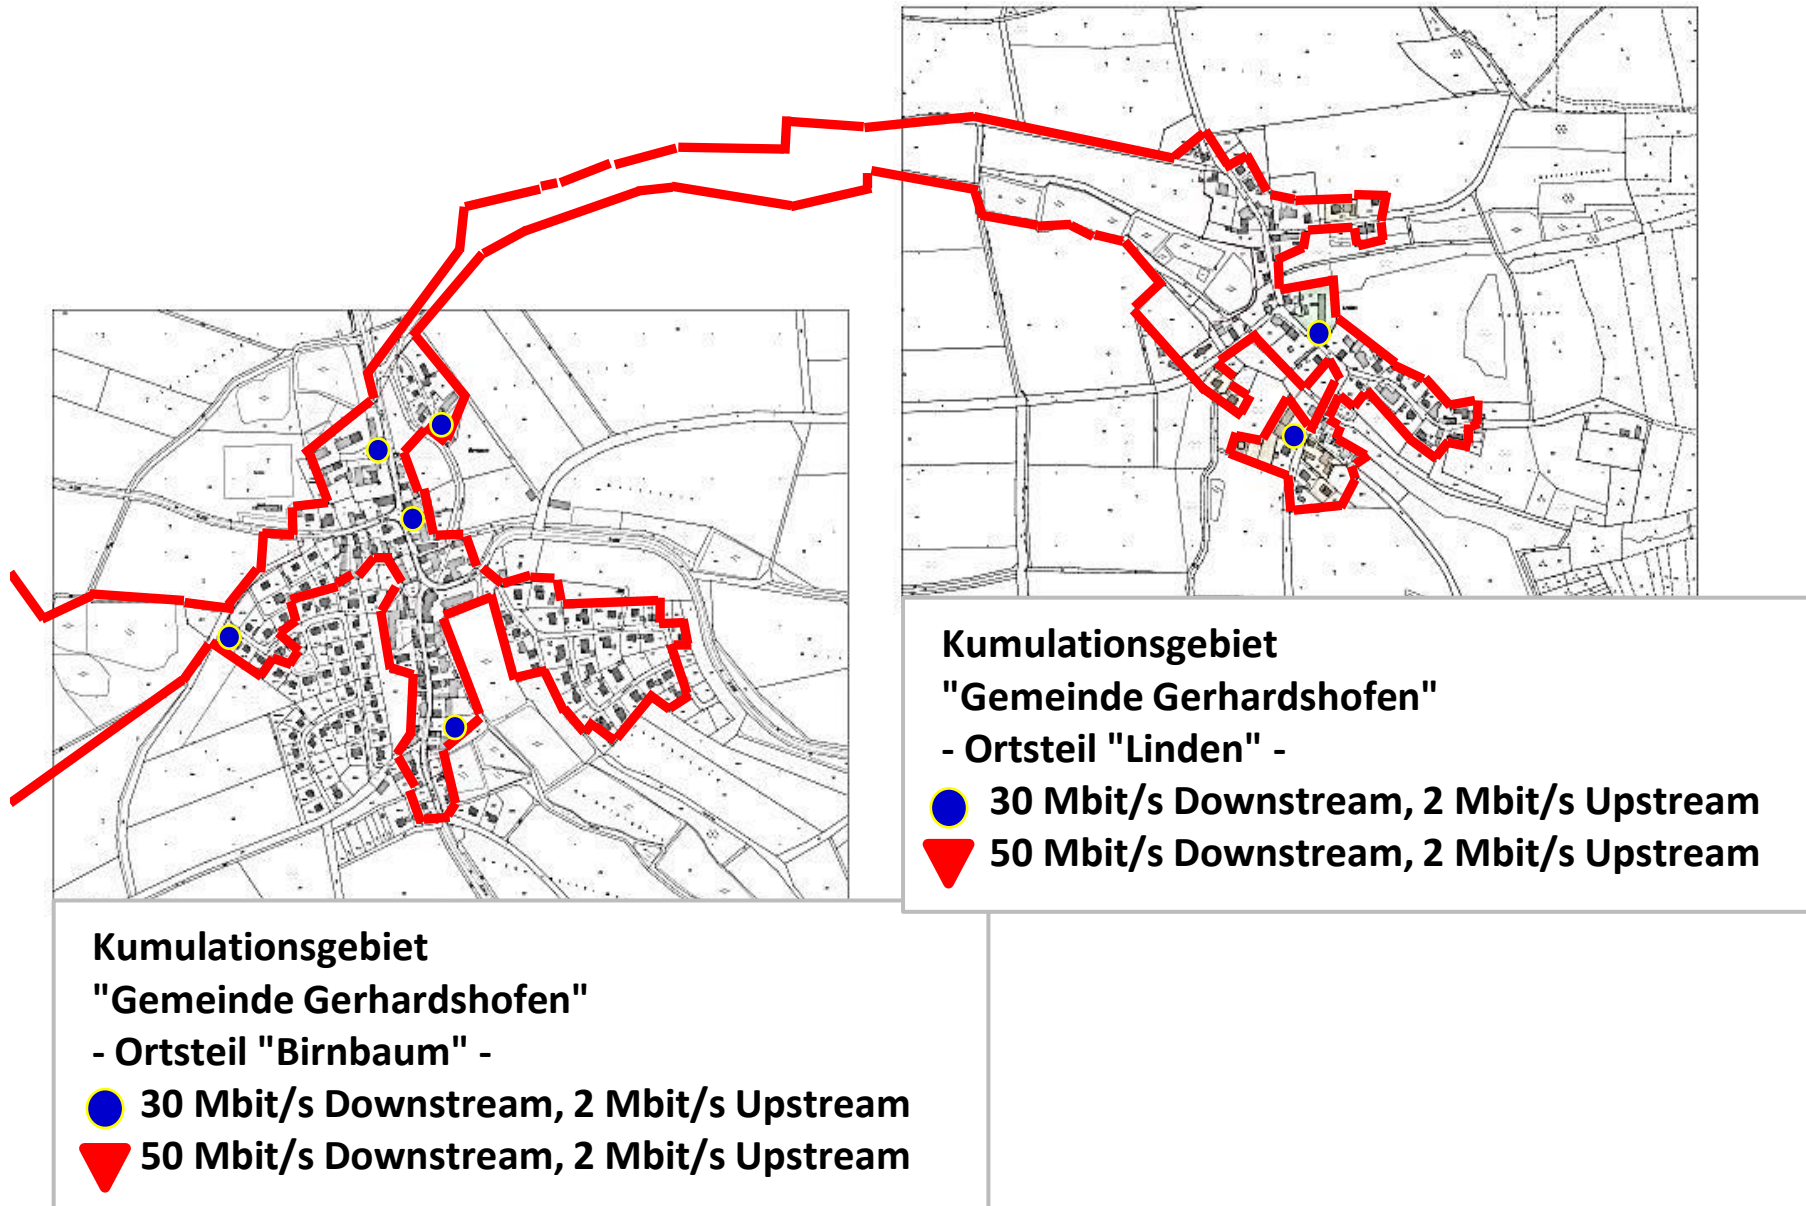 Kumulationsgebiet
"Gemeinde Gerhardshofen"
- Ortsteil "Linden" -
30 Mbit/s Downstream, 2 Mbit/s Upstream
50 Mbit/s Downstream, 2 Mbit/s Upstream
Kumulationsgebiet
"Gemeinde Gerhardshofen"
- Ortsteil "Birnbaum" -
30 Mbit/s Downstream, 2 Mbit/s Upstream
50 Mbit/s Downstream, 2 Mbit/s Upstream